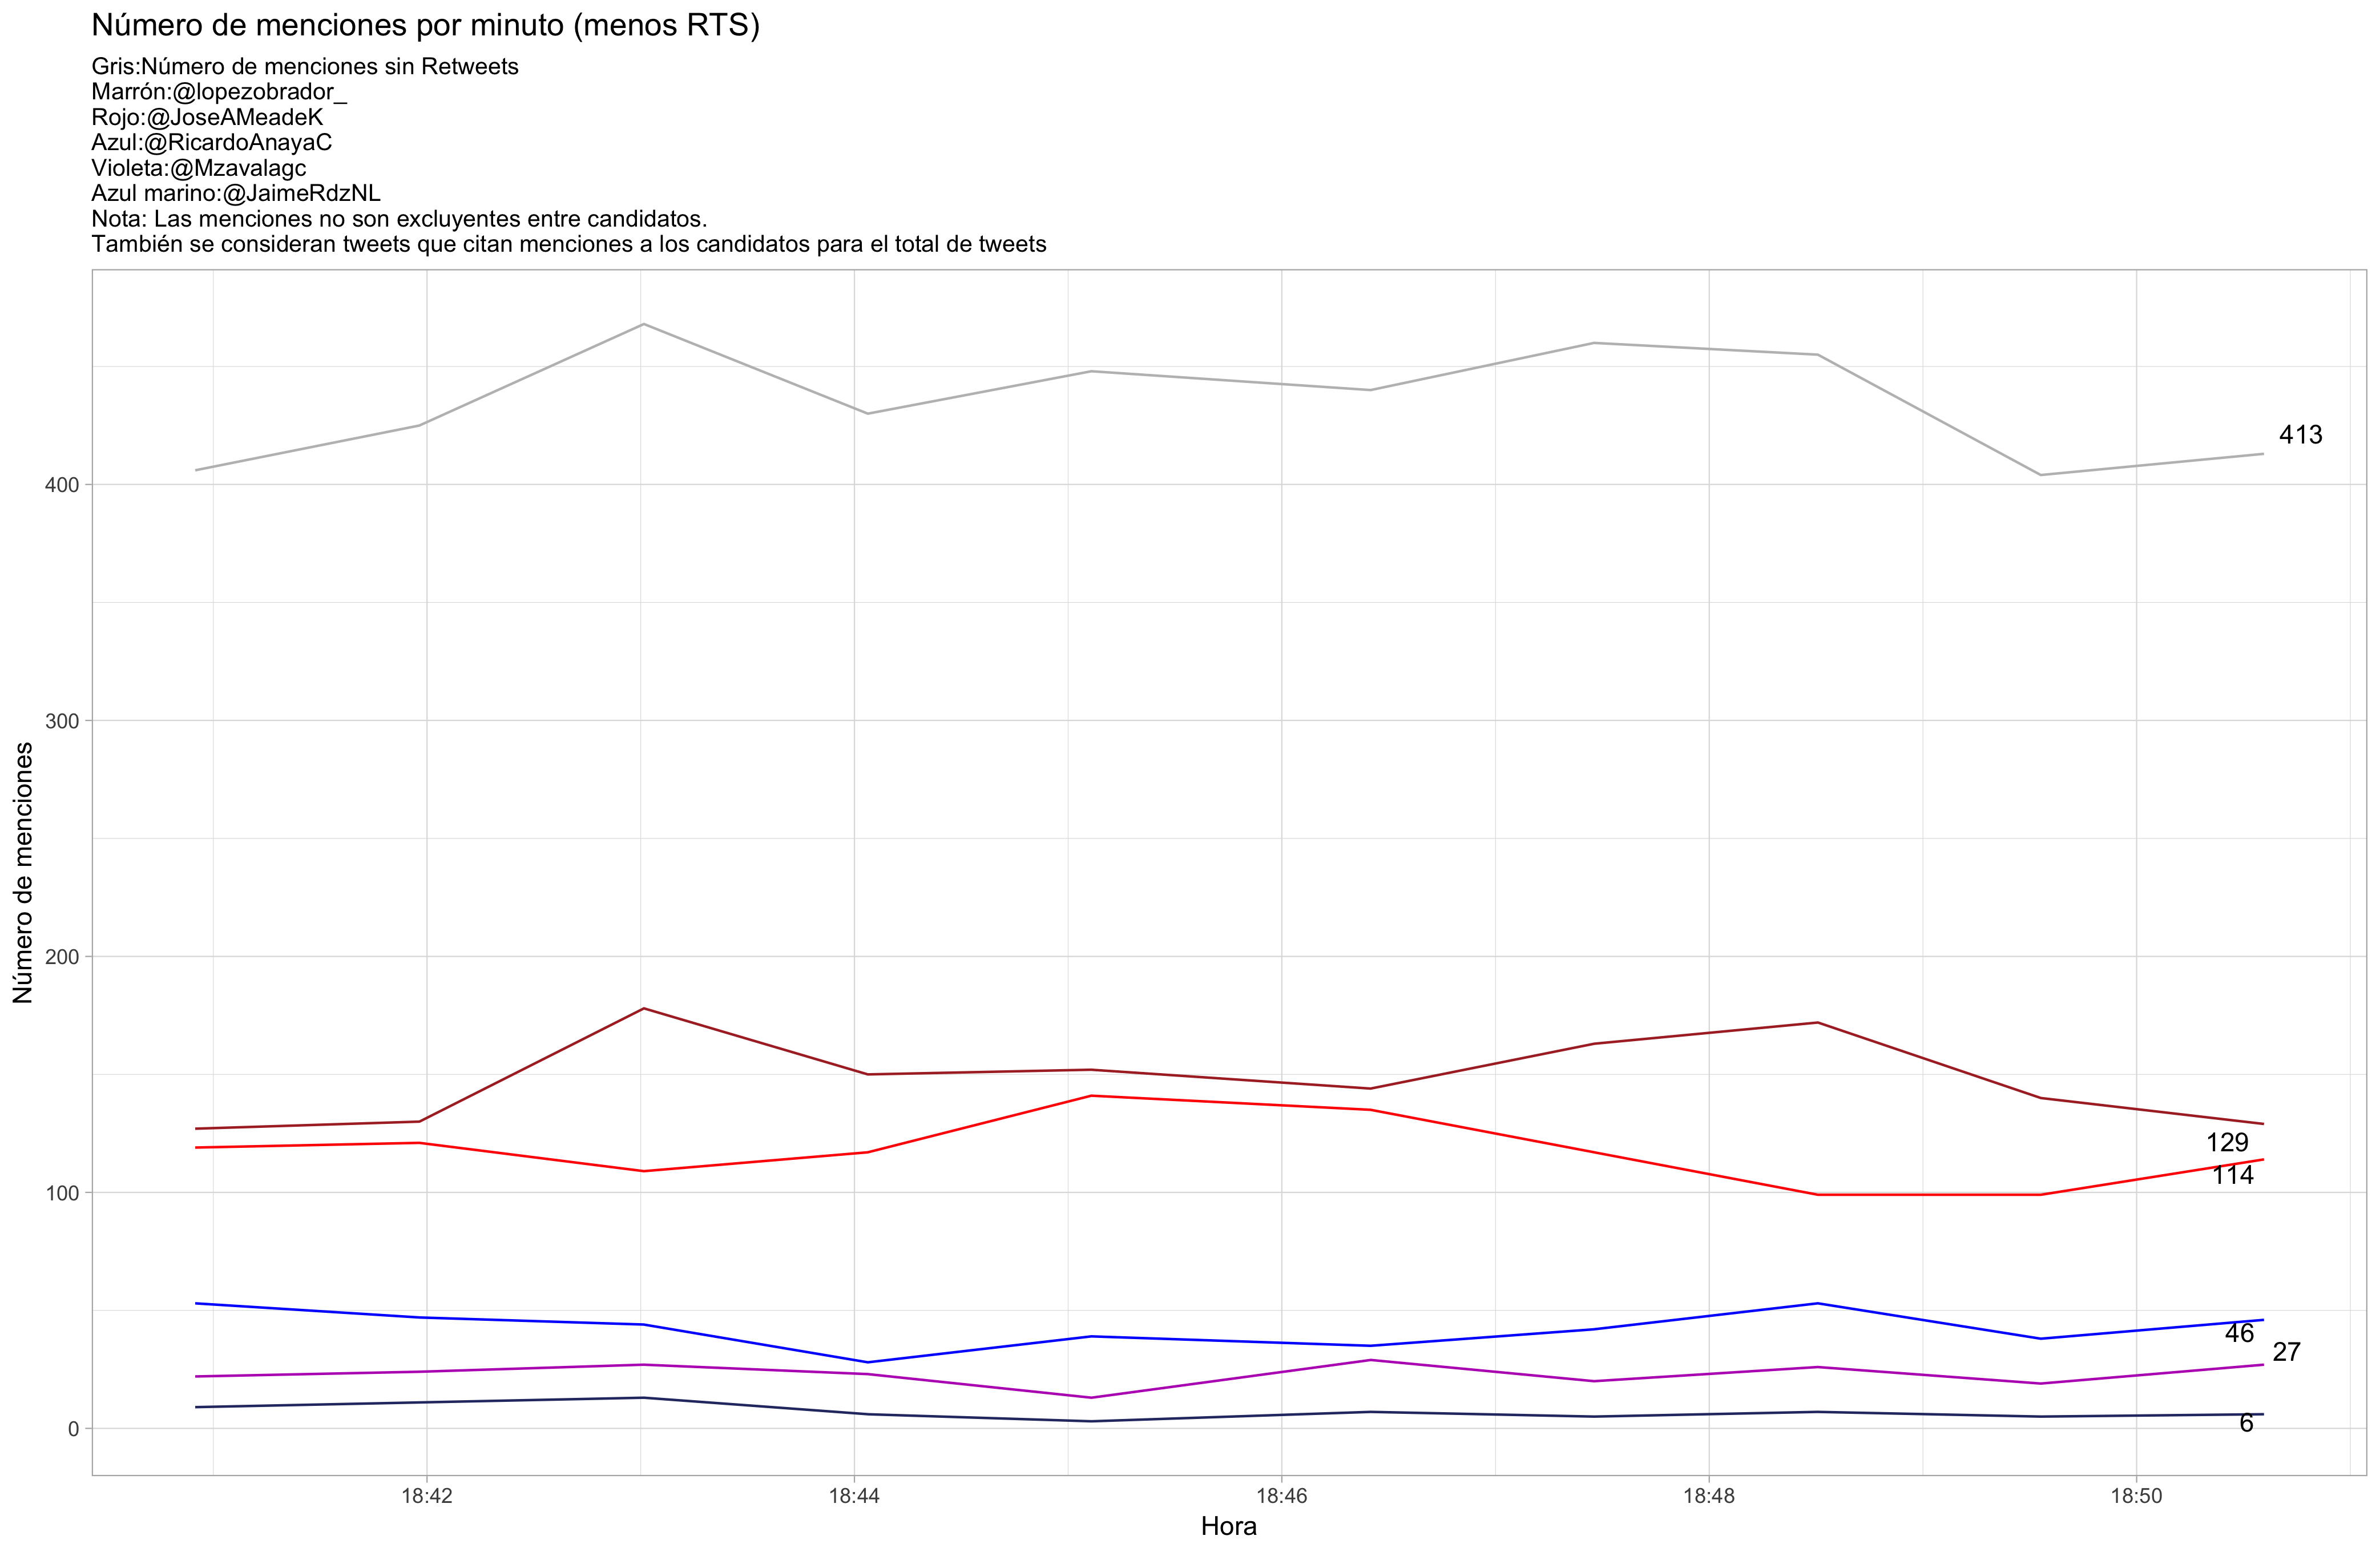 Número de menciones por minuto (menos RTS)
Gris:Número de menciones sin Retweets
Marrón:@lopezobrador_
Rojo:@JoseAMeadeK
Azul:@RicardoAnayaC
Violeta:@Mzavalagc
Azul marino:@JaimeRdzNL
Nota: Las menciones no son excluyentes entre candidatos.
También se consideran tweets que citan menciones a los candidatos para el total de tweets
Número de menciones
400
300
200
100
0
413
129
114
46
27
6
18:42
18:44
18:46
18:48
18:50
Hora